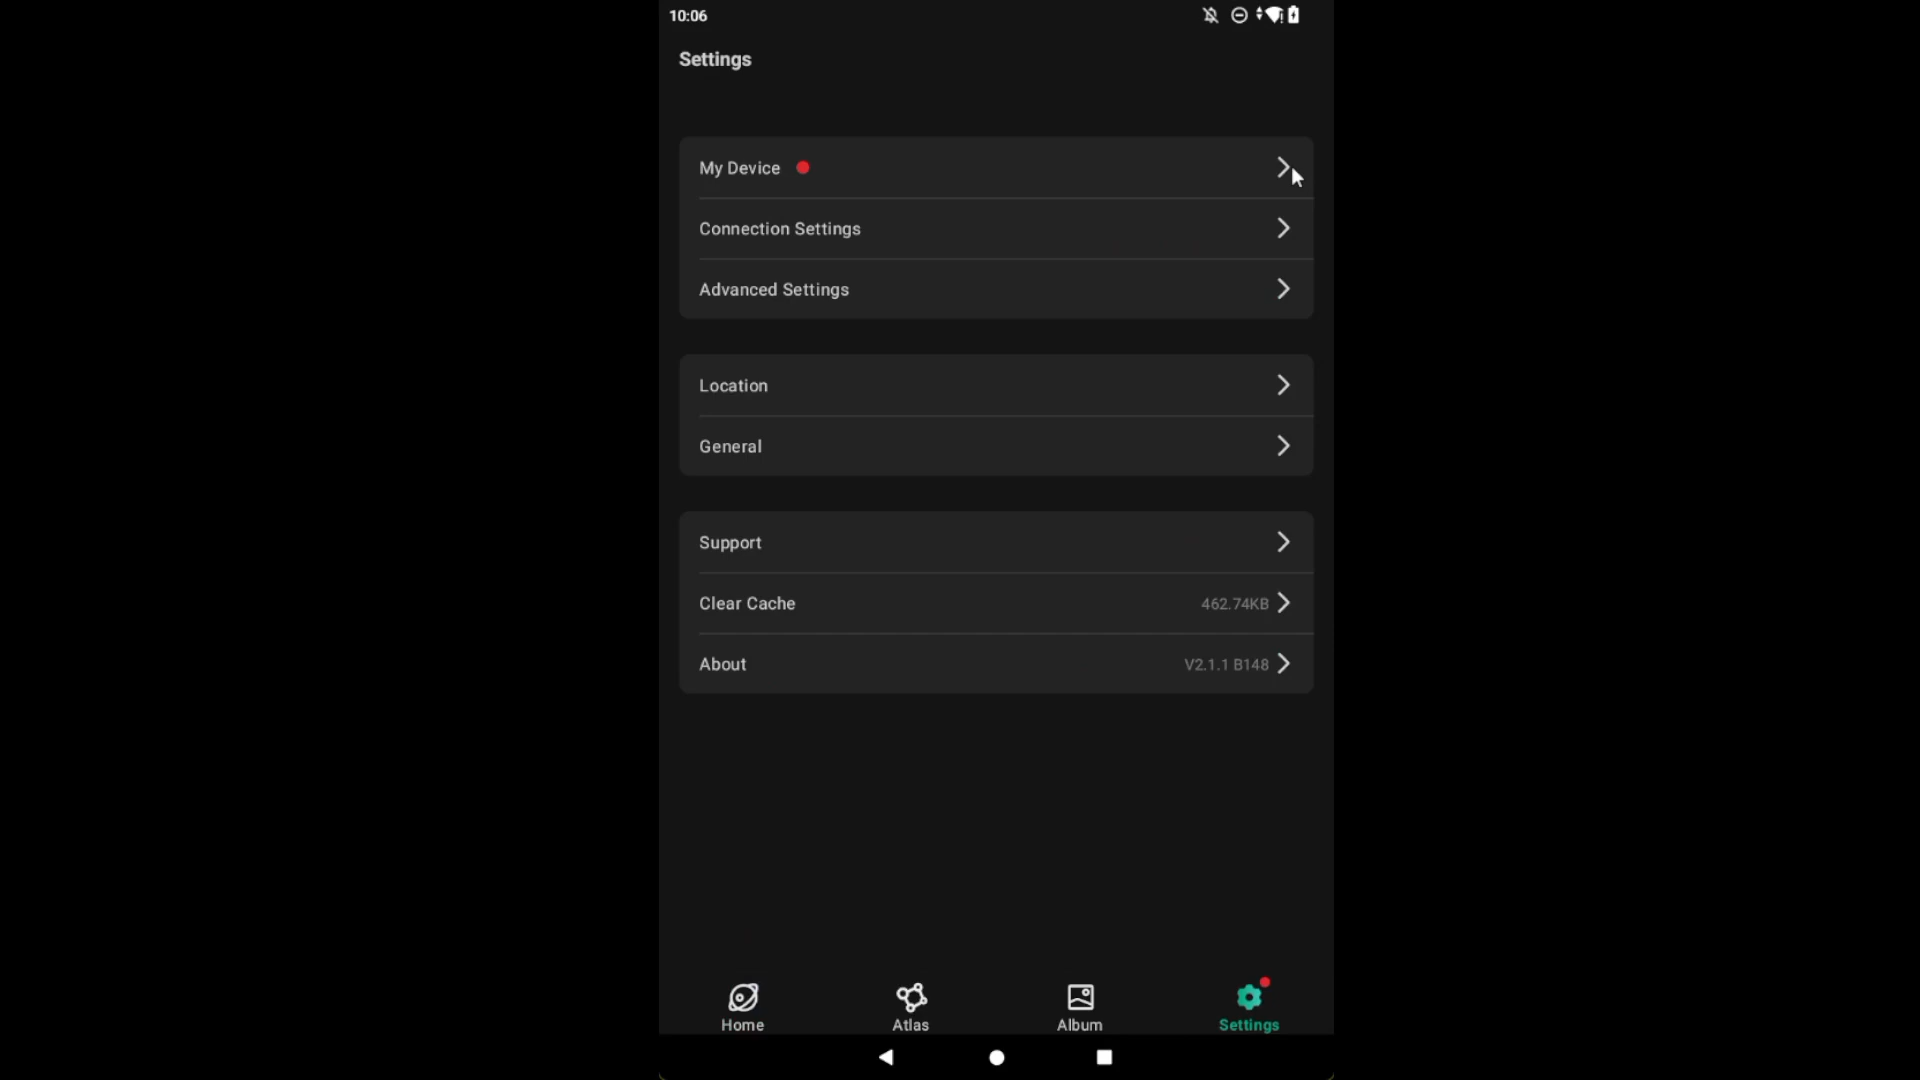 10:06
Settings
My Device
Connection Settings
Advanced Settings
Location
General
Support
Clear Cache 462.74KB
About V2.1.1 B148
Home Atlas Album Settings